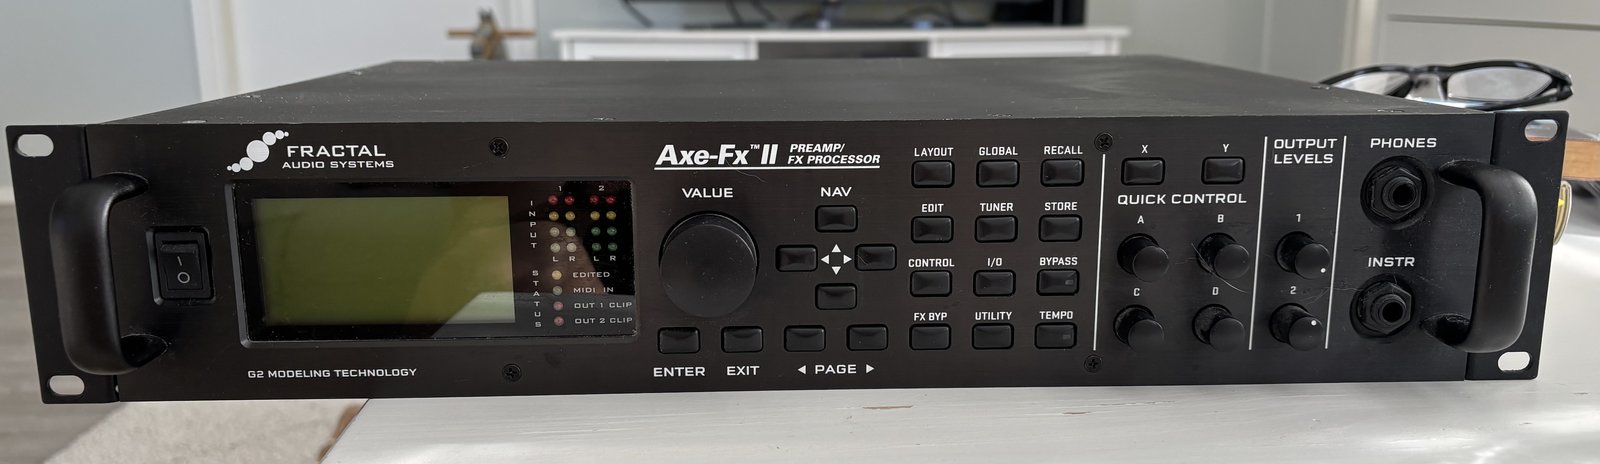 FRACTAL
AUDIO SYSTEMS
1 2
INPUT
L R L R
STATUS
EDITED
MIDI IN
OUT 1 CLIP
OUT 2 CLIP
G2 MODELING TECHNOLOGY
I
O
Axe-Fx™ II PREAMP/
FX PROCESSOR
VALUE
NAV
ENTER EXIT ◄ PAGE ►
LAYOUT GLOBAL RECALL
EDIT TUNER STORE
CONTROL I/O BYPASS
FX BYP UTILITY TEMPO
X Y
QUICK CONTROL
A B
C D
OUTPUT
LEVELS
1
2
PHONES
INSTR